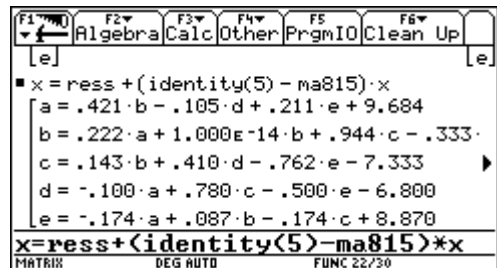 F1 F2 F3 F4 F5 F6
Algebra Calc Other PrgmIO Clean Up
[e] [e]
▪ x = ress + (identity(5) - ma815)·x
[a = .421·b - .105·d + .211·e + 9.684
b = .222·a + 1.000ᴇ-14·b + .944·c - .333·
c = .143·b + .410·d - .762·e - 7.333
d = -.100·a + .780·c - .500·e - 6.800
[e = -.174·a + .087·b - .174·c + 8.870
x=ress+(identity(5)-ma815)*x
MATRIX DEG AUTO FUNC 22/30